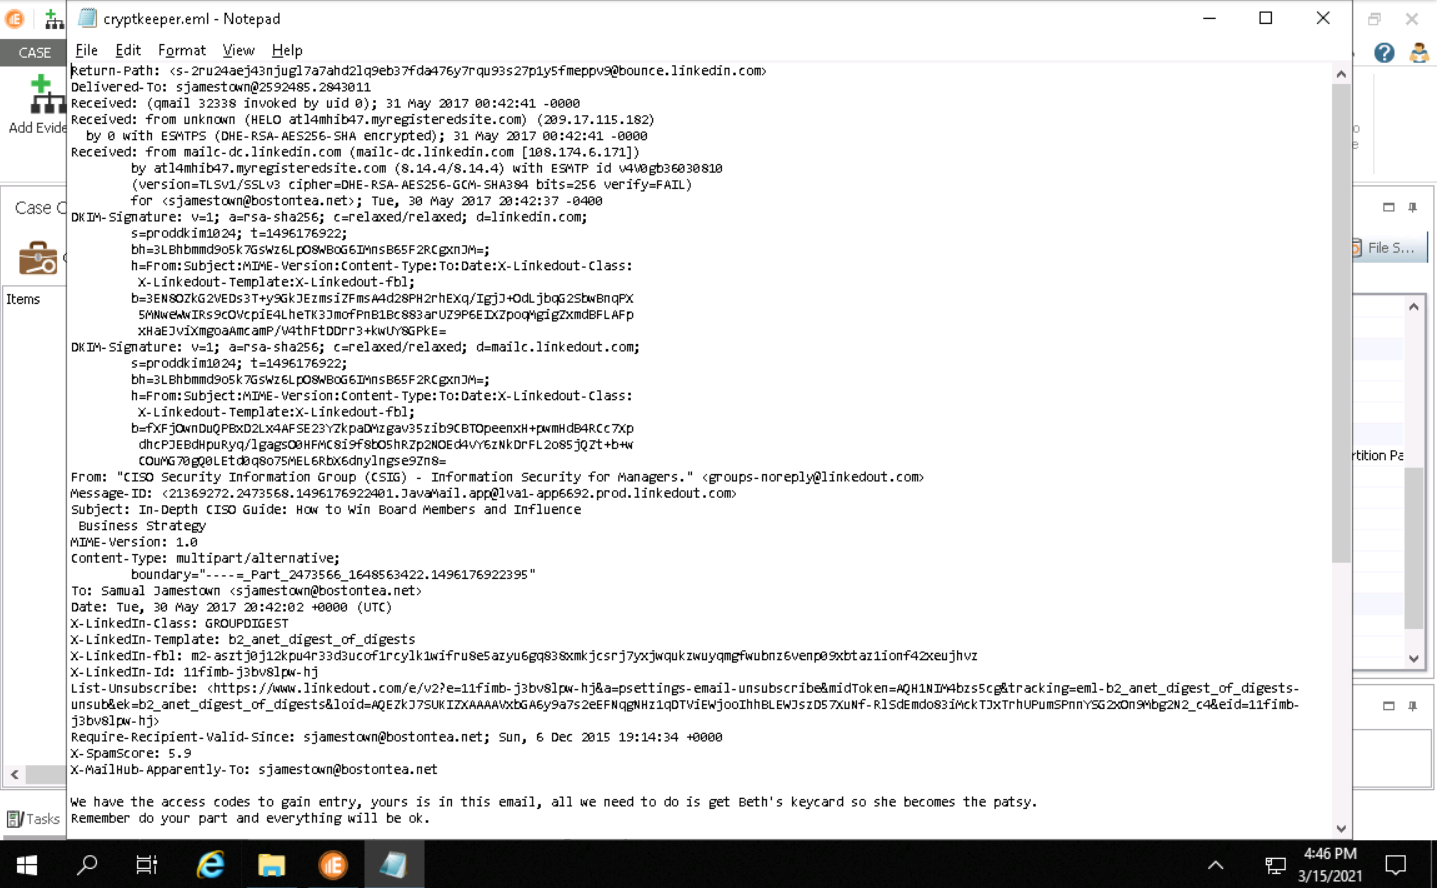 cryptkeeper.eml - Notepad
CASE
File Edit Format View Help
Add Evide
Case C
Items
File S...
rtition Pa
Tasks
Return-Path: <s-2ru24aej43njugl7a7ahd2lq9eb37fda476y7rqu93s27p1y5fmeppv9@bounce.linkedin.com>
Delivered-To: sjamestown@2592485.2843011
Received: (qmail 32338 invoked by uid 0); 31 May 2017 00:42:41 -0000
Received: from unknown (HELO atl4mhib47.myregisteredsite.com) (209.17.115.182)
by 0 with ESMTPS (DHE-RSA-AES256-SHA encrypted); 31 May 2017 00:42:41 -0000
Received: from mailc-dc.linkedin.com (mailc-dc.linkedin.com [108.174.6.171])
by atl4mhib47.myregisteredsite.com (8.14.4/8.14.4) with ESMTP id v4V0gb36030810
(version=TLSv1/SSLv3 cipher=DHE-RSA-AES256-GCM-SHA384 bits=256 verify=FAIL)
for <sjamestown@bostontea.net>; Tue, 30 May 2017 20:42:37 -0400
DKIM-Signature: v=1; a=rsa-sha256; c=relaxed/relaxed; d=linkedin.com;
s=proddkim1024; t=1496176922;
bh=3LBhbmmd9o5k7GsWz6LpO8WBoG6IMnsB65F2RCgxnJM=;
h=From:Subject:MIME-Version:Content-Type:To:Date:X-Linkedout-Class:
X-Linkedout-Template:X-Linkedout-fbl;
b=3EN8OZkG2VEDs3T+y9GkJEzmsiZFmsA4d28PH2rhEXq/IgjJ+OdLjbqG2SbwBnqPX
5MNweWwIRs9cOVcpiE4LheTK3JmofPnB1Bc883arUZ9P6EIXZpoqMgigZxmdBFLAFp
xHaEJviXmgoaAmcamP/V4thFtDDrr3+kwUY8GPkE=
DKIM-Signature: v=1; a=rsa-sha256; c=relaxed/relaxed; d=mailc.linkedout.com;
s=proddkim1024; t=1496176922;
bh=3LBhbmmd9o5k7GsWz6LpO8WBoG6IMnsB65F2RCgxnJM=;
h=From:Subject:MIME-Version:Content-Type:To:Date:X-Linkedout-Class:
X-Linkedout-Template:X-Linkedout-fbl;
b=fXFjOwnDuQPBxD2Lx4AFSE23YZkpaDMzgav35zib9CBTOpeenxH+pwmHdB4RCc7Xp
dhcPJEBdHpuRyq/lgagsO0HFMC8i9f8bO5hRZp2NOEd4vY6zNkDrFL2o85jQZt+b+w
COuMG70gQ0LEtd0q8o75MEL6RbX6dnylngse9Zn8=
From: "CISO Security Information Group (CSIG) - Information Security for Managers." <groups-noreply@linkedout.com>
Message-ID: <21369272.2473568.1496176922401.JavaMail.app@lva1-app6692.prod.linkedout.com>
Subject: In-Depth CISO Guide: How to Win Board Members and Influence
Business Strategy
MIME-Version: 1.0
Content-Type: multipart/alternative;
boundary="----=_Part_2473566_1648563422.1496176922395"
To: Samual Jamestown <sjamestown@bostontea.net>
Date: Tue, 30 May 2017 20:42:02 +0000 (UTC)
X-LinkedIn-Class: GROUPDIGEST
X-LinkedIn-Template: b2_anet_digest_of_digests
X-LinkedIn-fbl: m2-asztj0j12kpu4r33d3ucof1rcylk1wifru8e5azyu6gq838xmkjcsrj7yxjwqukzwuyqmgfwubnz6venp09xbtaz1ionf42xeujhvz
X-LinkedIn-Id: 11fimb-j3bv8lpw-hj
List-Unsubscribe: <https://www.linkedout.com/e/v2?e=11fimb-j3bv8lpw-hj&a=psettings-email-unsubscribe&midToken=AQH1NIM4bzs5cg&tracking=eml-b2_anet_digest_of_digests-
unsub&ek=b2_anet_digest_of_digests&loid=AQEZkJ7SUKIZXAAAAVxbGA6y9a7s2eEFNqgNHz1qDTViEWjooIhhBLEWJszD57XuNf-RlSdEmdo83iMckTJxTrhUPumSPnnYSG2xOn9Mbg2N2_c4&eid=11fimb-
j3bv8lpw-hj>
Require-Recipient-Valid-Since: sjamestown@bostontea.net; Sun, 6 Dec 2015 19:14:34 +0000
X-SpamScore: 5.9
X-MailHub-Apparently-To: sjamestown@bostontea.net
We have the access codes to gain entry, yours is in this email, all we need to do is get Beth's keycard so she becomes the patsy.
Remember do your part and everything will be ok.
4:46 PM
3/15/2021